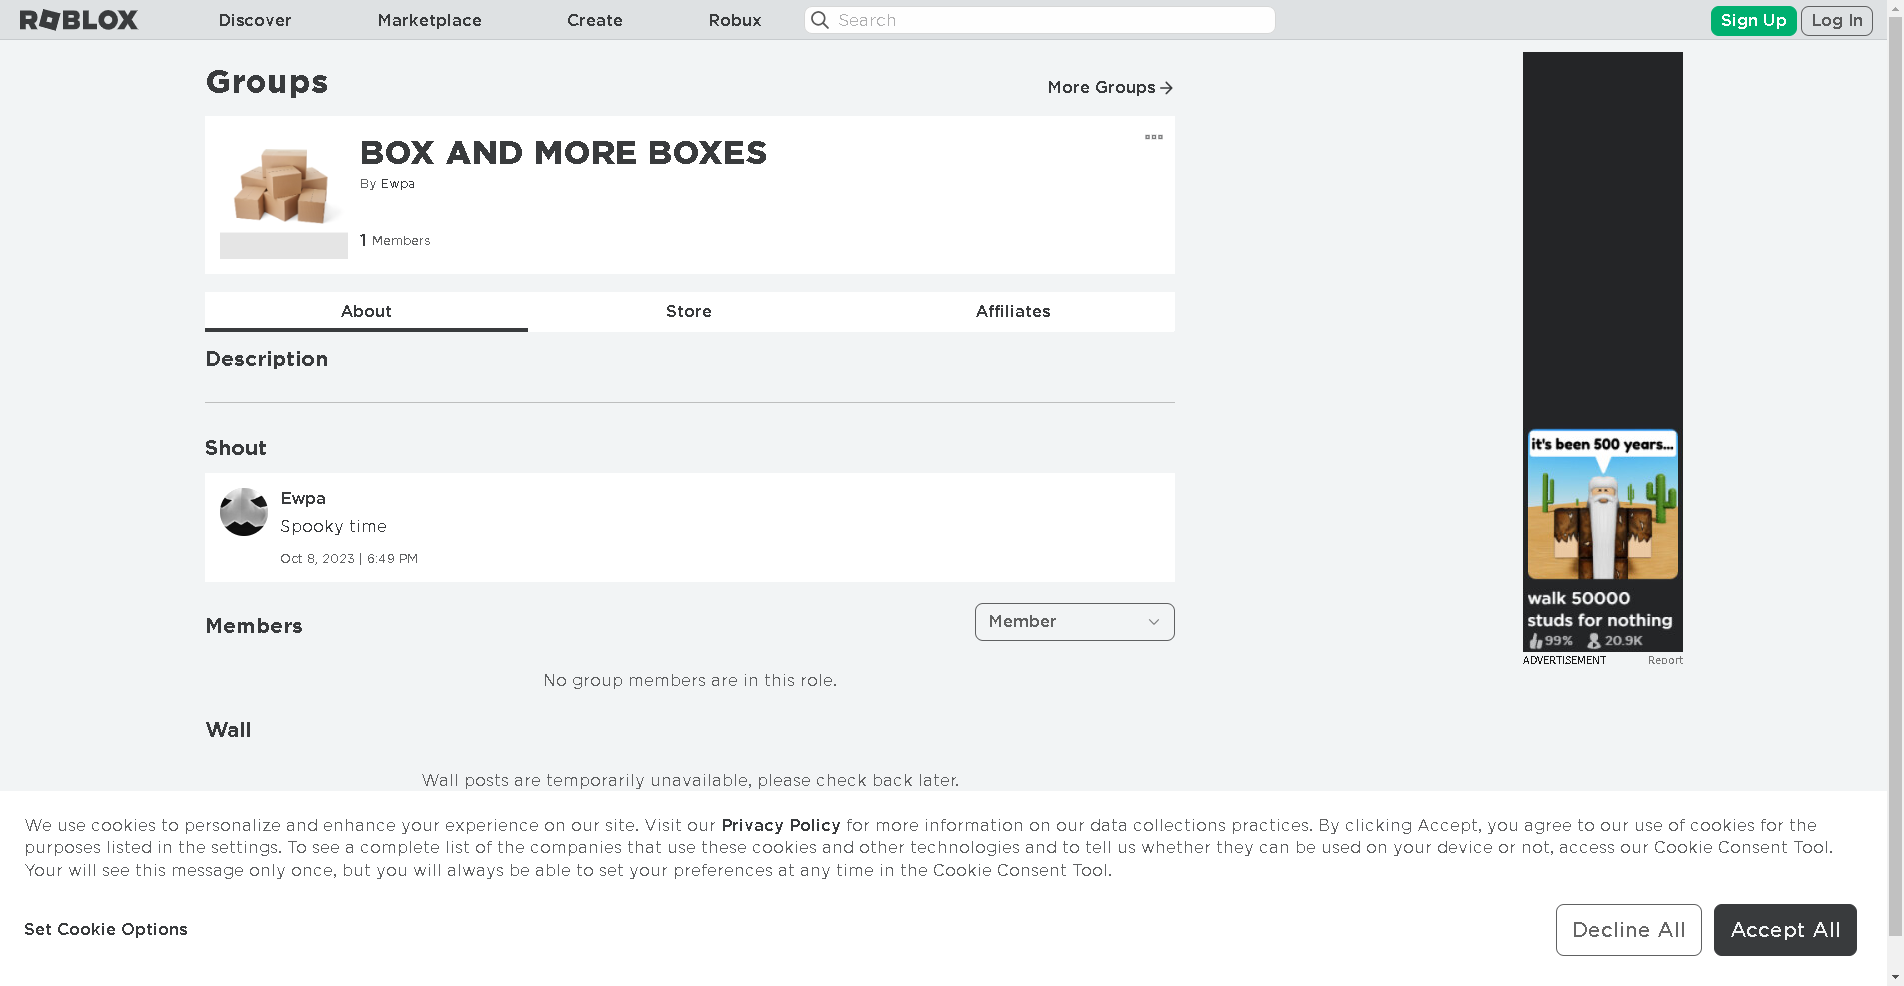 ROBLOX
Discover
Marketplace
Create
Robux
Search
Sign Up
Log In
Groups
More Groups
BOX AND MORE BOXES
By Ewpa
1 Members
About
Store
Affiliates
Description
Shout
Ewpa
Spooky time
Oct 8, 2023 | 6:49 PM
Members
Member
No group members are in this role.
Wall
Wall posts are temporarily unavailable, please check back later.
it's been 500 years...
walk 50000
studs for nothing
99% 20.9K
ADVERTISEMENT
Report
We use cookies to personalize and enhance your experience on our site. Visit our Privacy Policy for more information on our data collections practices. By clicking Accept, you agree to our use of cookies for the
purposes listed in the settings. To see a complete list of the companies that use these cookies and other technologies and to tell us whether they can be used on your device or not, access our Cookie Consent Tool.
Your will see this message only once, but you will always be able to set your preferences at any time in the Cookie Consent Tool.
Set Cookie Options
Decline All
Accept All